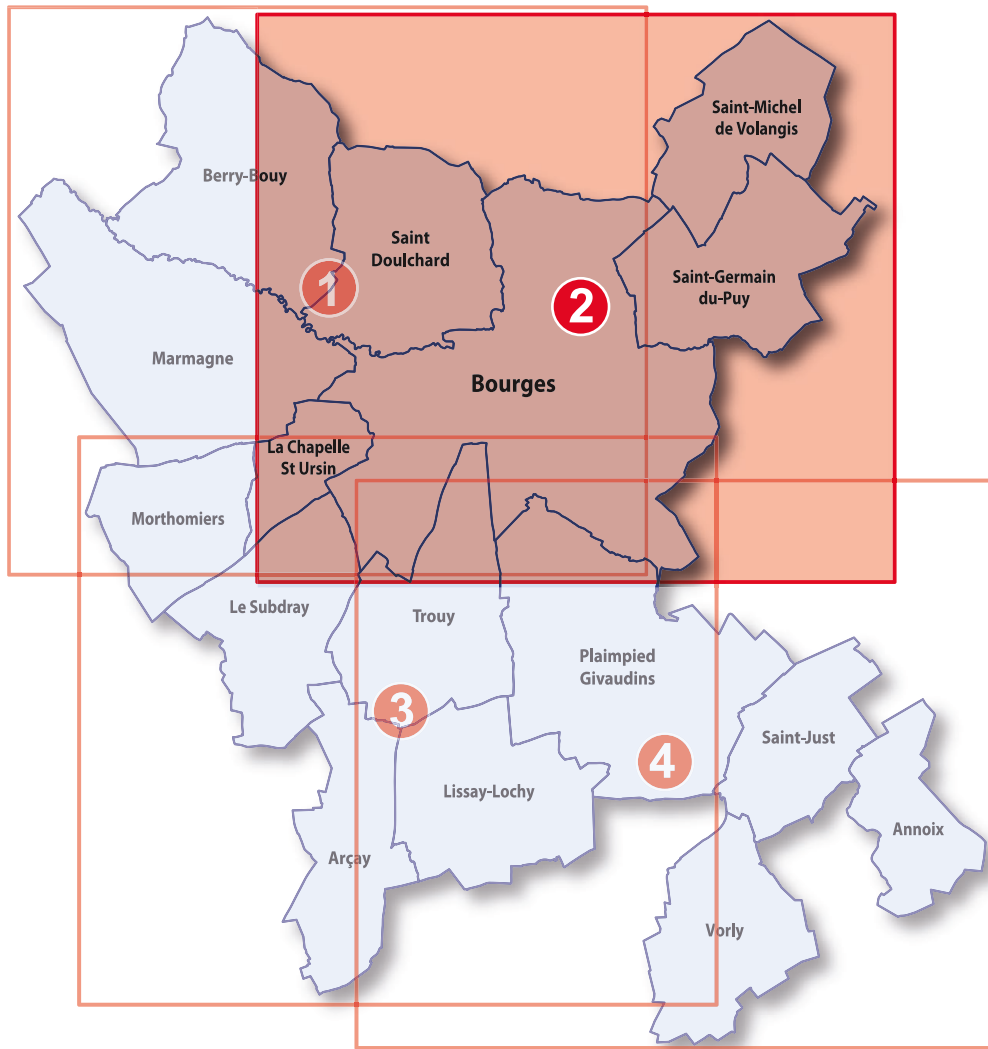 Saint-Michel
de Volangis
Berry-Bouy
Saint
Doulchard
Saint-Germain
du-Puy
1
2
Marmagne
Bourges
La Chapelle
St Ursin
Morthomiers
Le Subdray
Trouy
Plaimpied
Givaudins
3
Saint-Just
4
Lissay-Lochy
Annoix
Arçay
Vorly